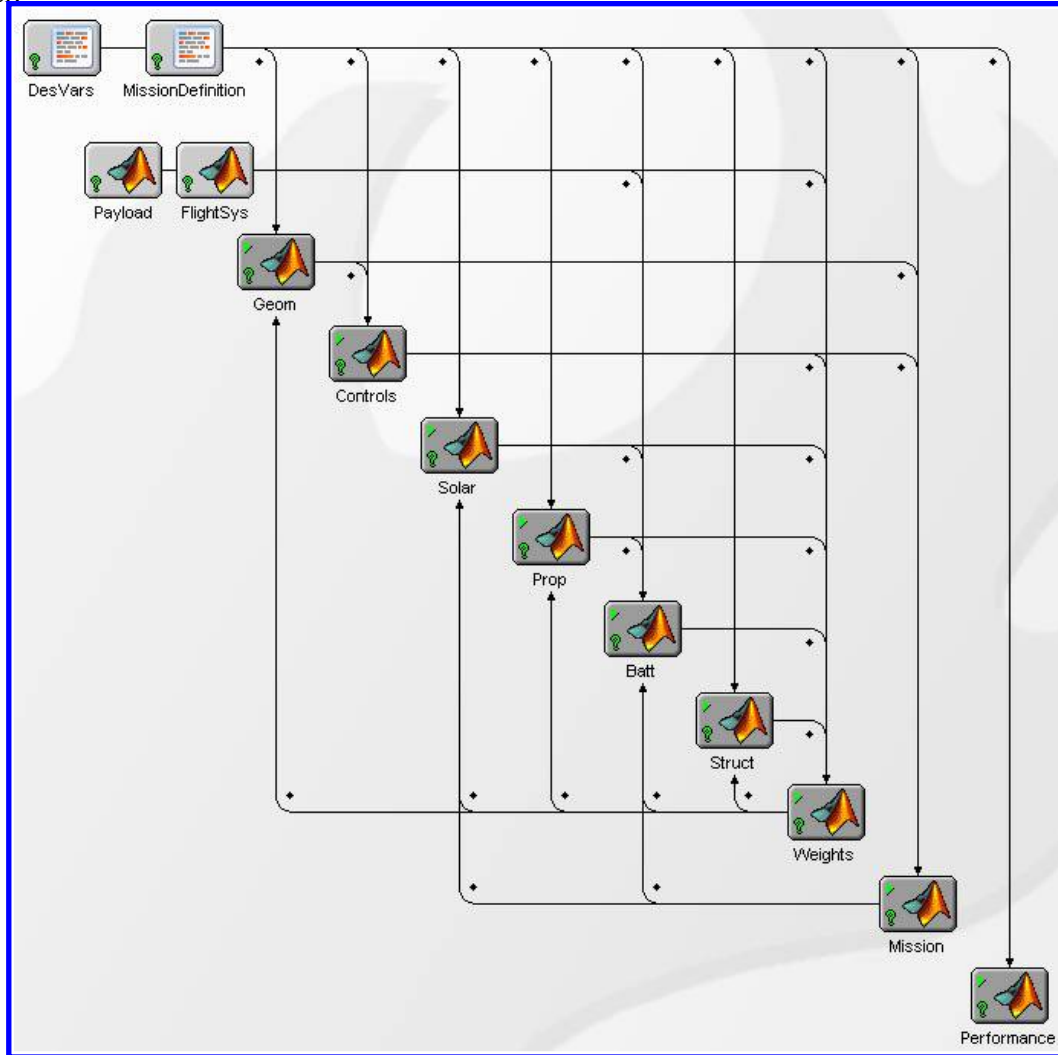 DesVars
MissionDefinition
Payload
FlightSys
Geom
Controls
Solar
Prop
Batt
Struct
Weights
Mission
Performance